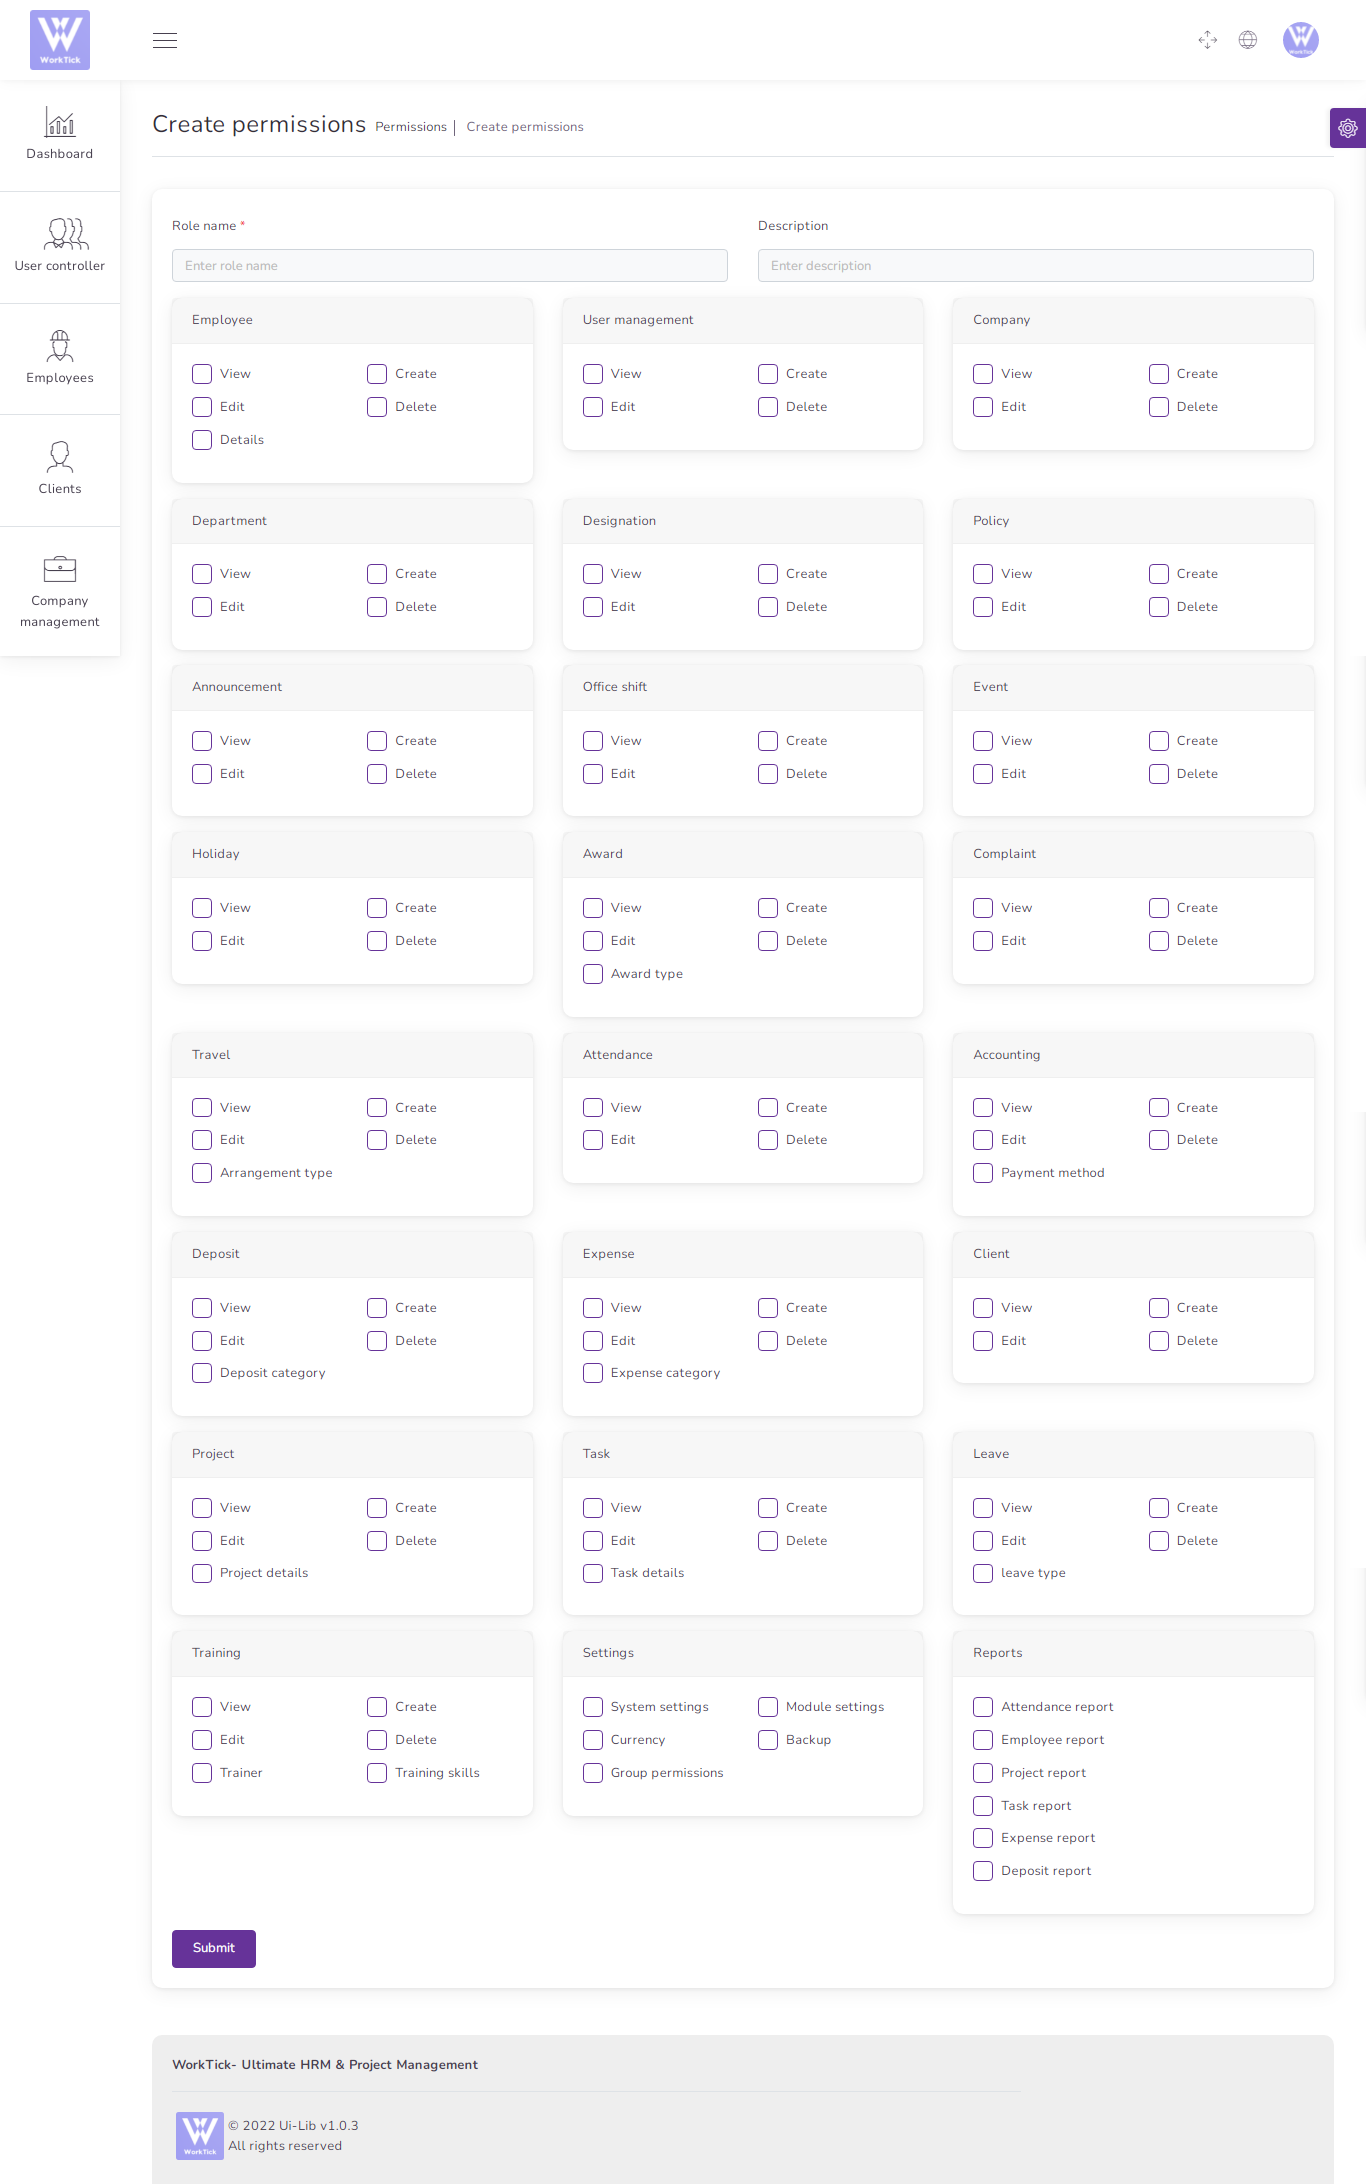 WorkTick
WorkTick
Dashboard
User controller
Employees
Clients
Company
management
Create permissions Permissions | Create permissions
Role name * Description
Enter role name Enter description
Employee User management Company
View Create View Create View Create
Edit Delete Edit Delete Edit Delete
Details
Department Designation Policy
View Create View Create View Create
Edit Delete Edit Delete Edit Delete
Announcement Office shift Event
View Create View Create View Create
Edit Delete Edit Delete Edit Delete
Holiday Award Complaint
View Create View Create View Create
Edit Delete Edit Delete Edit Delete
Award type
Travel Attendance Accounting
View Create View Create View Create
Edit Delete Edit Delete Edit Delete
Arrangement type Payment method
Deposit Expense Client
View Create View Create View Create
Edit Delete Edit Delete Edit Delete
Deposit category Expense category
Project Task Leave
View Create View Create View Create
Edit Delete Edit Delete Edit Delete
Project details Task details leave type
Training Settings Reports
View Create System settings Module settings Attendance report
Edit Delete Currency Backup Employee report
Trainer Training skills Group permissions Project report
Task report
Expense report
Deposit report
Submit
WorkTick- Ultimate HRM & Project Management
WorkTick
© 2022 Ui-Lib v1.0.3
All rights reserved